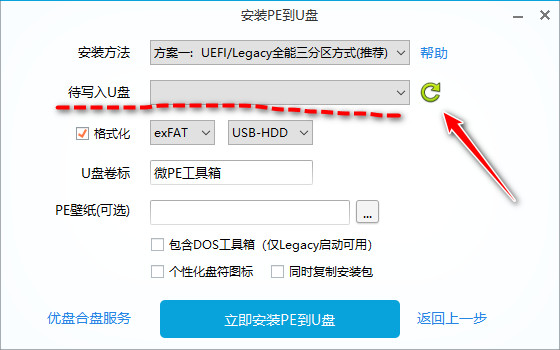 安装PE到U盘
安装方法 方案一：UEFI/Legacy全能三分区方式(推荐) 帮助
待写入U盘
格式化 exFAT USB-HDD
U盘卷标 微PE工具箱
PE壁纸(可选) ...
包含DOS工具箱（仅Legacy启动可用）
个性化盘符图标 同时复制安装包
优盘合盘服务 立即安装PE到U盘 返回上一步